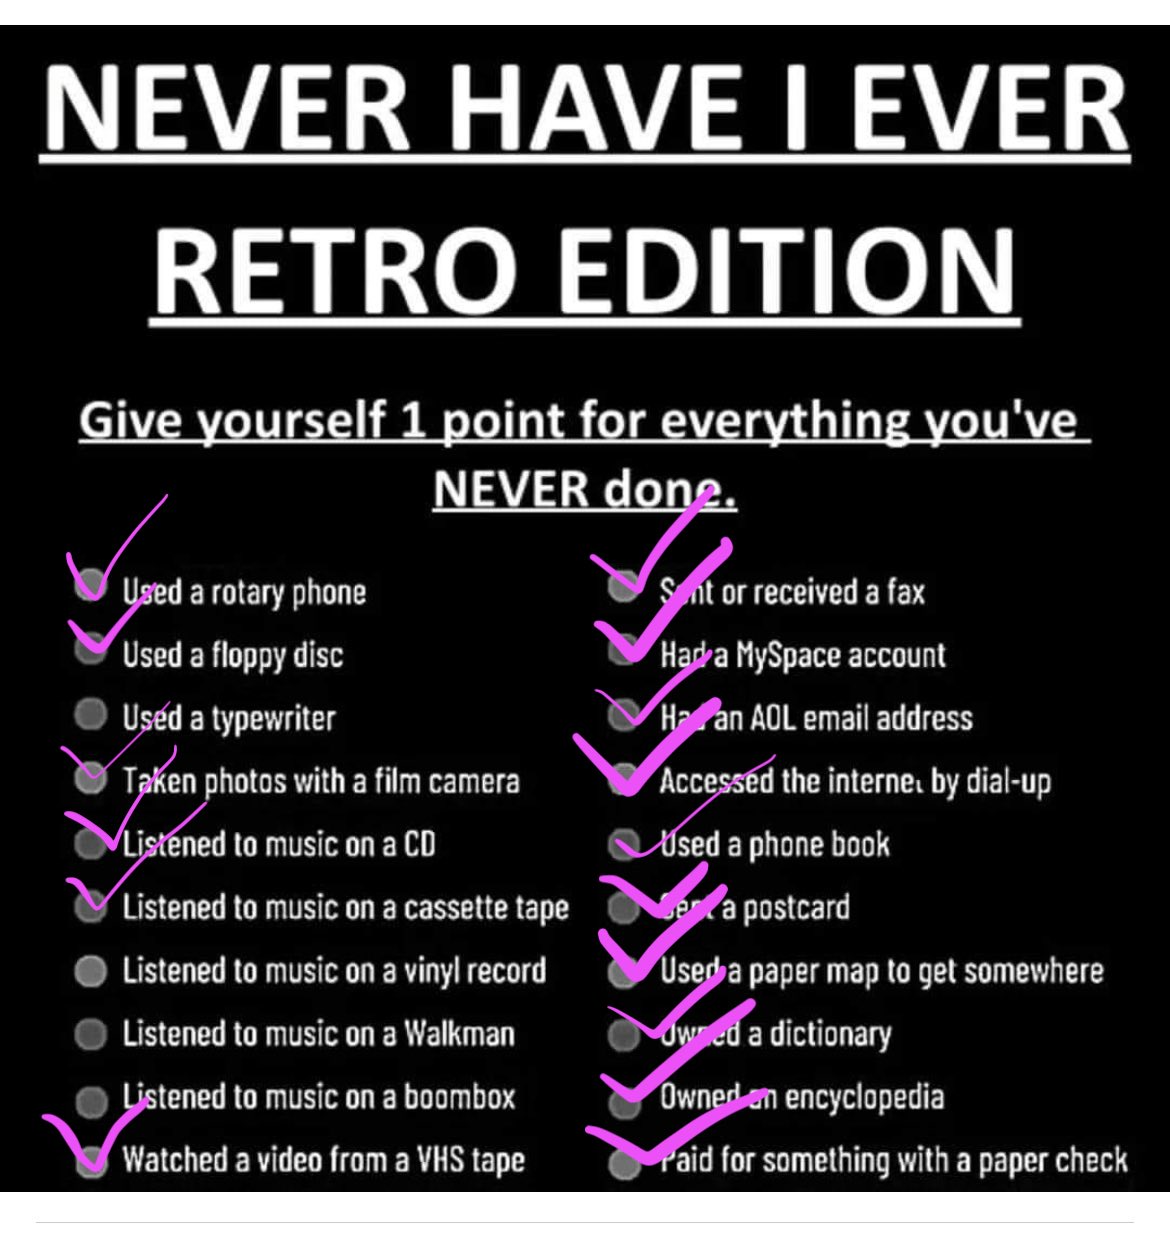 NEVER HAVE I EVER
RETRO EDITION
Give yourself 1 point for everything you've
NEVER done.
Used a rotary phone
Used a floppy disc
Used a typewriter
Taken photos with a film camera
Listened to music on a CD
Listened to music on a cassette tape
Listened to music on a vinyl record
Listened to music on a Walkman
Listened to music on a boombox
Watched a video from a VHS tape
Sent or received a fax
Had a MySpace account
Had an AOL email address
Accessed the internet by dial-up
Used a phone book
Sent a postcard
Used a paper map to get somewhere
Owned a dictionary
Owned an encyclopedia
Paid for something with a paper check